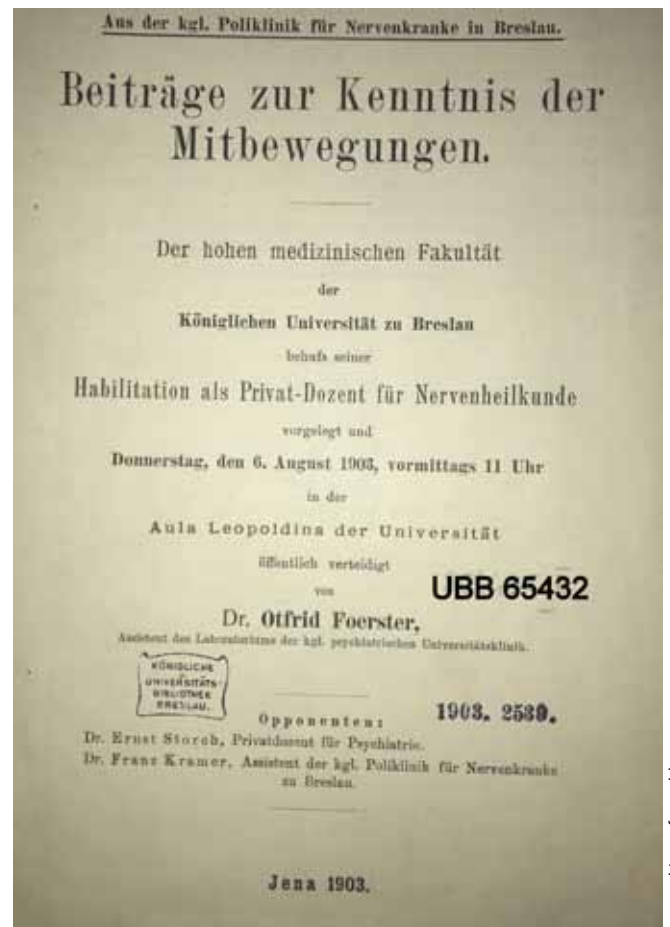 Aus der kgl. Poliklinik für Nervenkranke in Breslau.
Beiträge zur Kenntnis der
Mitbewegungen.
Der hohen medizinischen Fakultät
der
Königlichen Universität zu Breslau
behufs seiner
Habilitation als Privat-Dozent für Nervenheilkunde
vorgelegt und
Donnerstag, den 6. August 1903, vormittags 11 Uhr
in der
Aula Leopoldina der Universität
öffentlich verteidigt
von
UBB 65432
Dr. Otfrid Foerster,
Assistent des Laboratoriums der kgl. psychiatrischen Universitätsklinik.
KÖNIGLICHE
UNIVERSITÄTS-
BIBLIOTHEK
BRESLAU.
1903. 2539.
Opponenten:
Dr. Ernst Storch, Privatdozent für Psychiatrie.
Dr. Franz Kramer, Assistent der kgl. Poliklinik für Nervenkranke
zu Breslau.
Jena 1903.